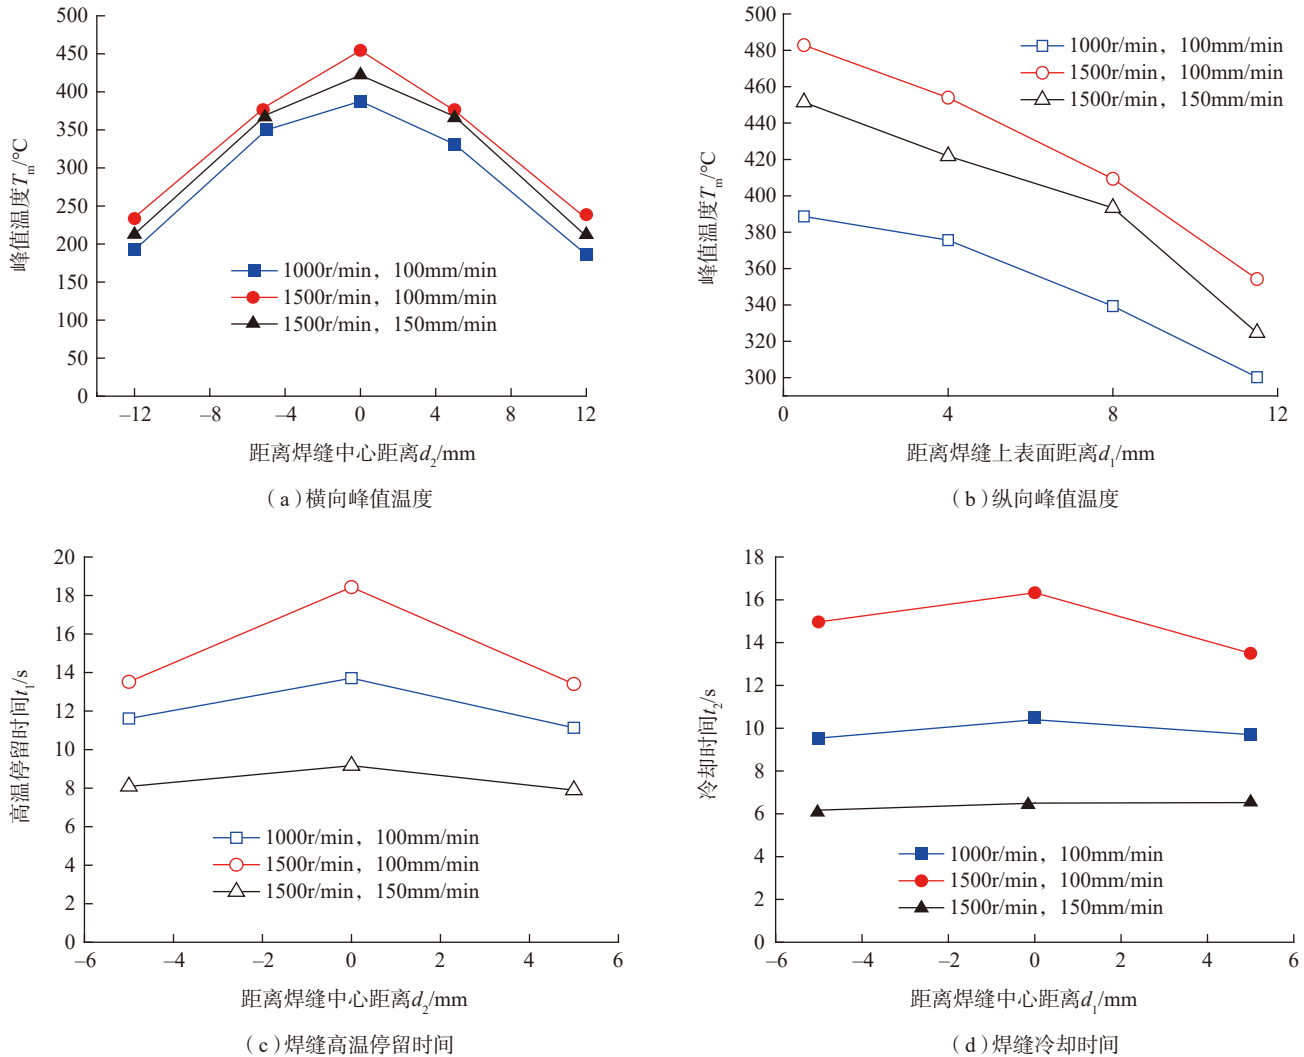 500
450
400
350
300
250
200
150
100
50
0
峰值温度Tm/°C
1000r/min，100mm/min
1500r/min，100mm/min
1500r/min，150mm/min
–12 –8 –4 0 4 8 12
距离焊缝中心距离d2/mm
（a）横向峰值温度
500
480
460
440
420
400
380
360
340
320
300
峰值温度Tm/°C
1000r/min，100mm/min
1500r/min，100mm/min
1500r/min，150mm/min
0 4 8 12
距离焊缝上表面距离d1/mm
（b）纵向峰值温度
20
18
16
14
12
10
8
6
4
2
0
高温停留时间t1/s
1000r/min，100mm/min
1500r/min，100mm/min
1500r/min，150mm/min
–6 –4 –2 0 2 4 6
距离焊缝中心距离d2/mm
（c）焊缝高温停留时间
18
16
14
12
10
8
6
4
2
0
冷却时间t2/s
1000r/min，100mm/min
1500r/min，100mm/min
1500r/min，150mm/min
–6 –4 –2 0 2 4 6
距离焊缝中心距离d1/mm
（d）焊缝冷却时间